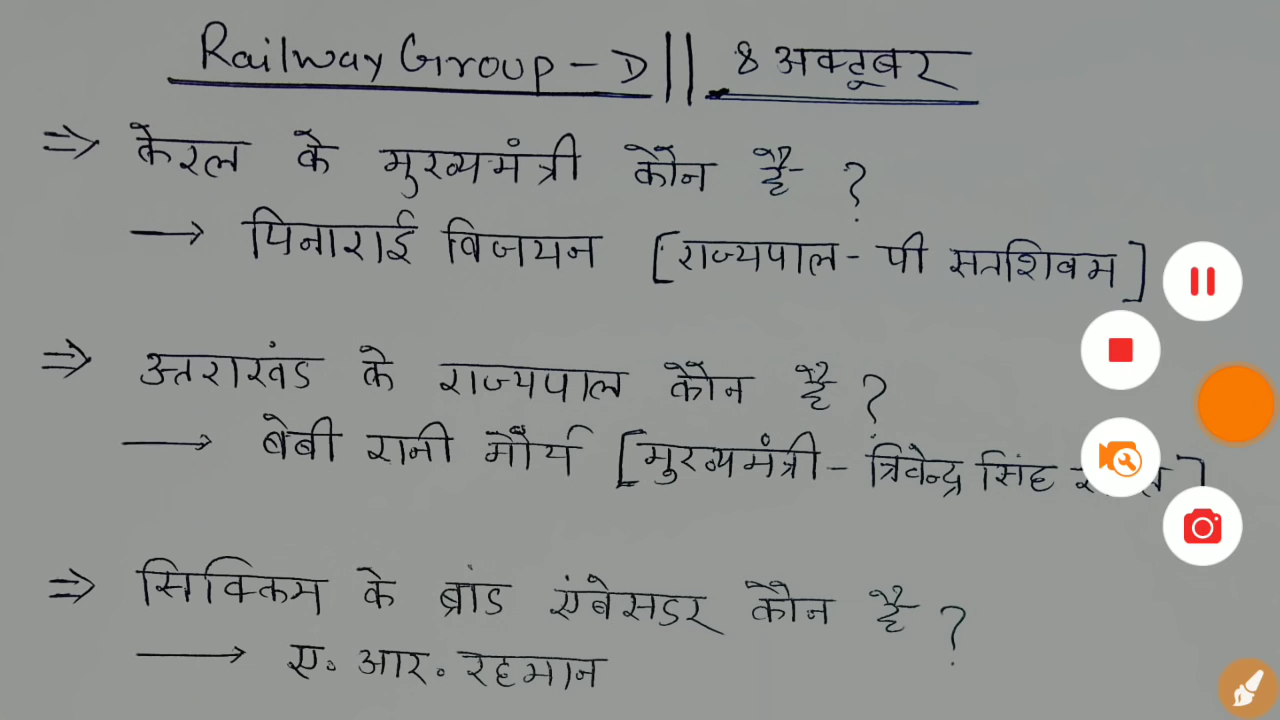 Railway Group - D || 8 अक्टूबर
⇒ केरल के मुख्यमंत्री कौन है ?
→ पिनाराई विजयन [राज्यपाल - पी सतशिवम]
⇒ उत्तराखंड के राज्यपाल कौन है ?
→ बेबी रानी मौर्य [मुख्यमंत्री - त्रिवेन्द्र सिंह ]
⇒ सिक्किम के ब्रांड एंबेसडर कौन है ?
→ ए. आर. रहमान